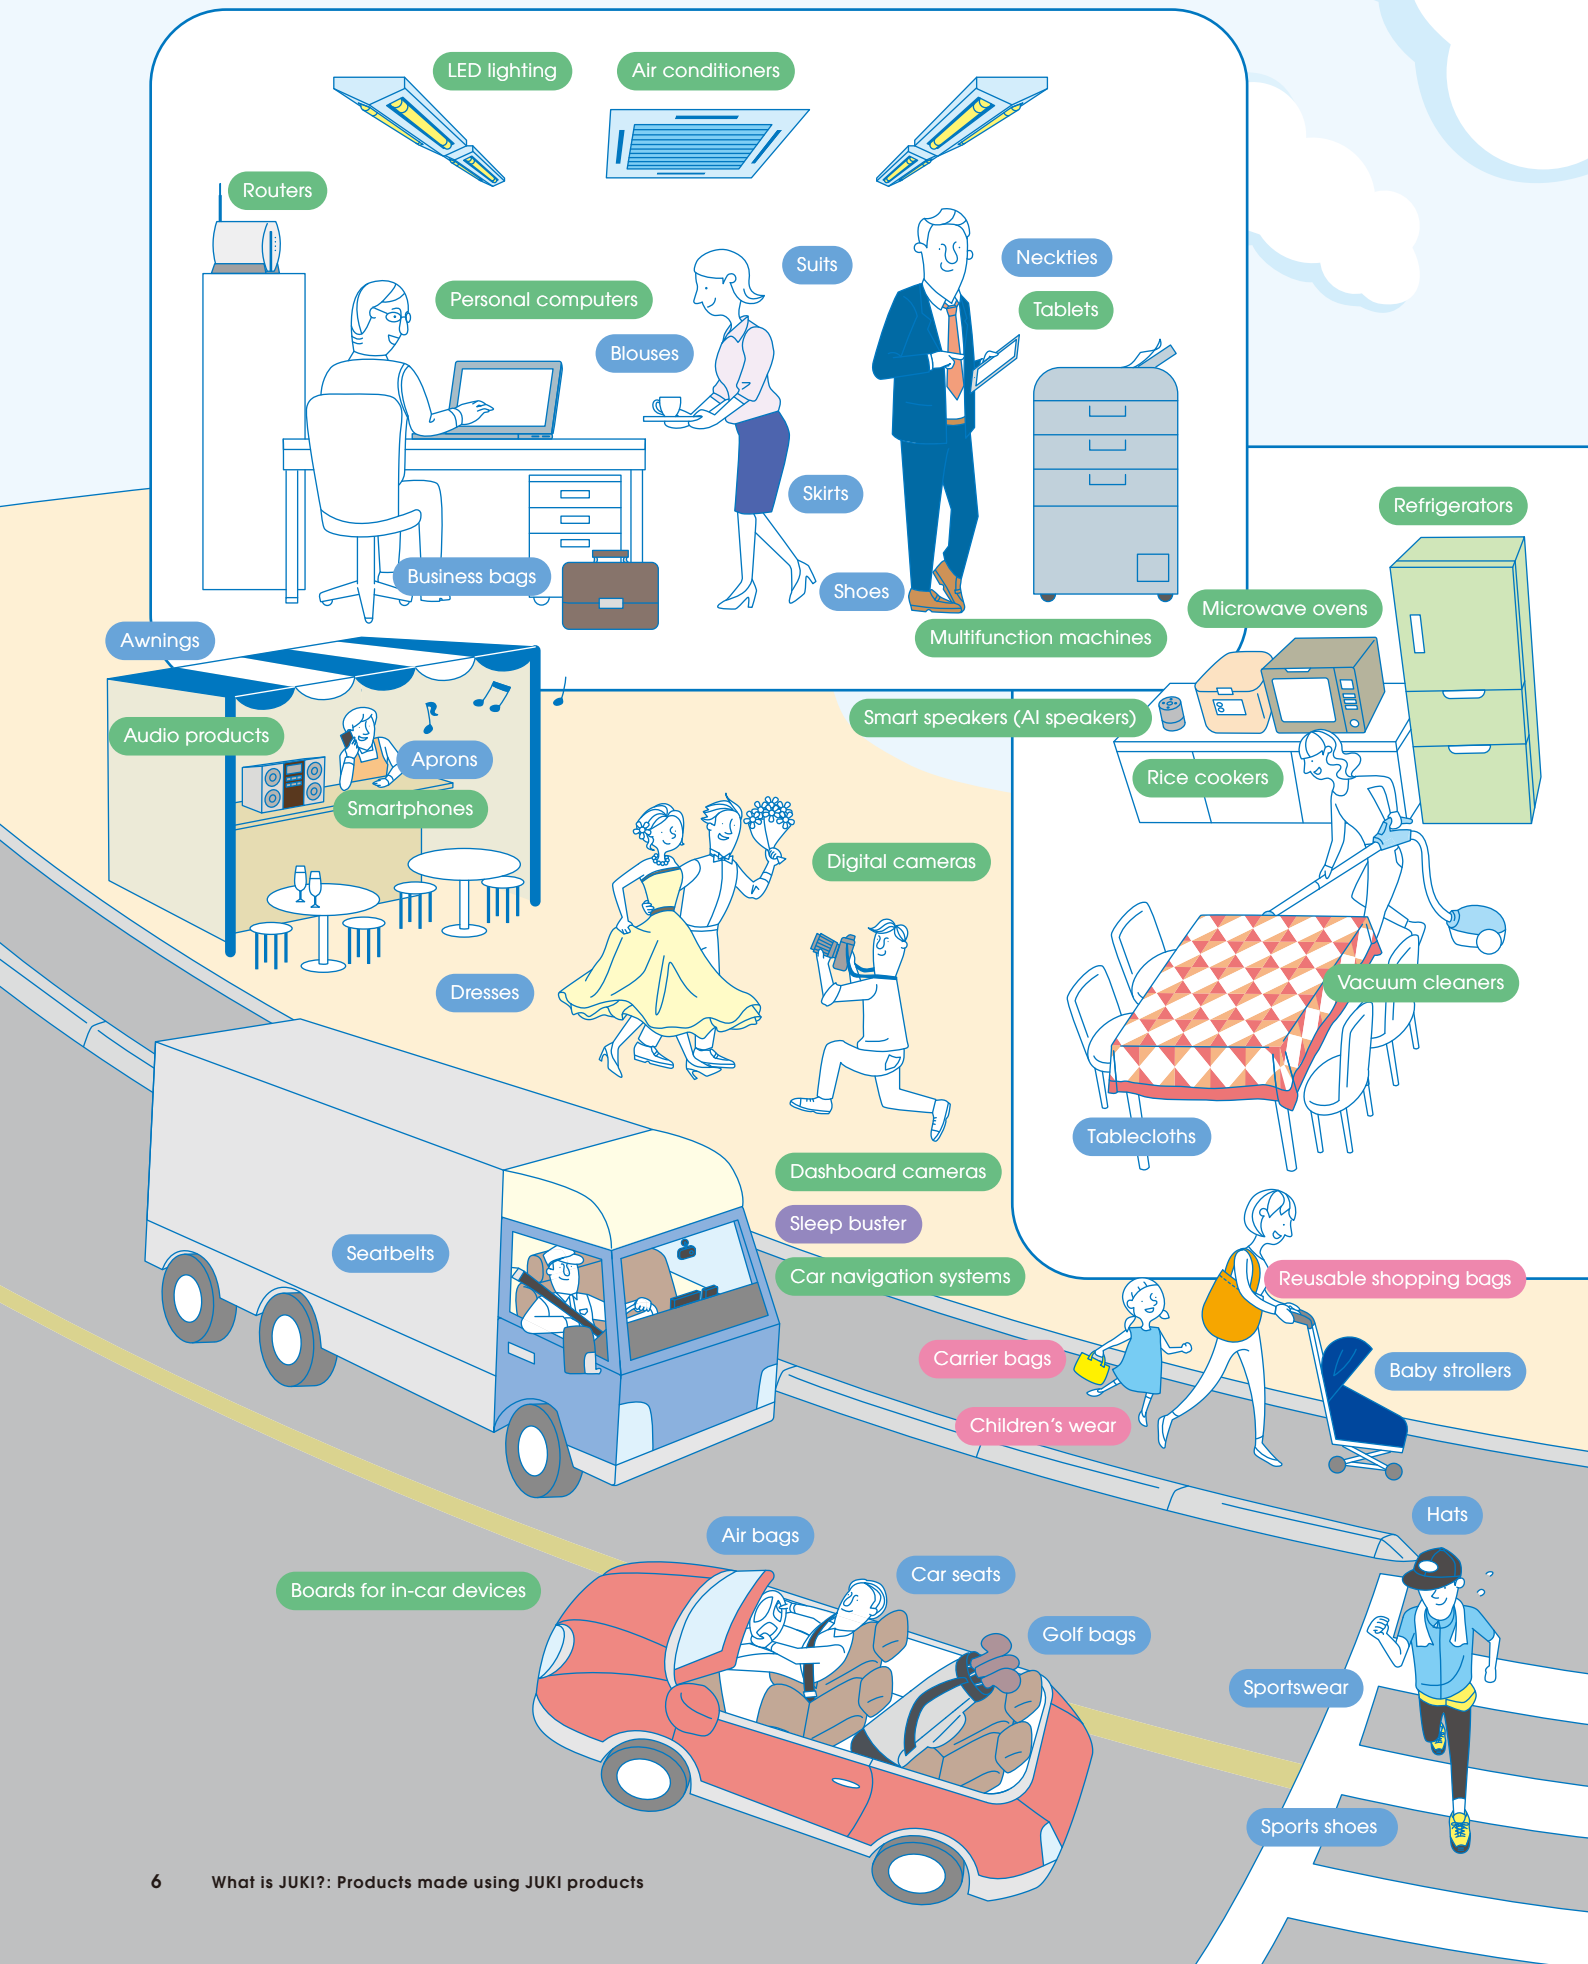 LED lighting
Air conditioners
Routers
Suits
Neckties
Personal computers
Tablets
Blouses
Skirts
Refrigerators
Business bags
Shoes
Microwave ovens
Awnings
Multifunction machines
Smart speakers (AI speakers)
Audio products
Aprons
Rice cookers
Smartphones
Digital cameras
Dresses
Vacuum cleaners
Tablecloths
Dashboard cameras
Sleep buster
Seatbelts
Car navigation systems
Reusable shopping bags
Carrier bags
Baby strollers
Children's wear
Hats
Air bags
Car seats
Boards for in-car devices
Golf bags
Sportswear
Sports shoes
6 What is JUKI?: Products made using JUKI products